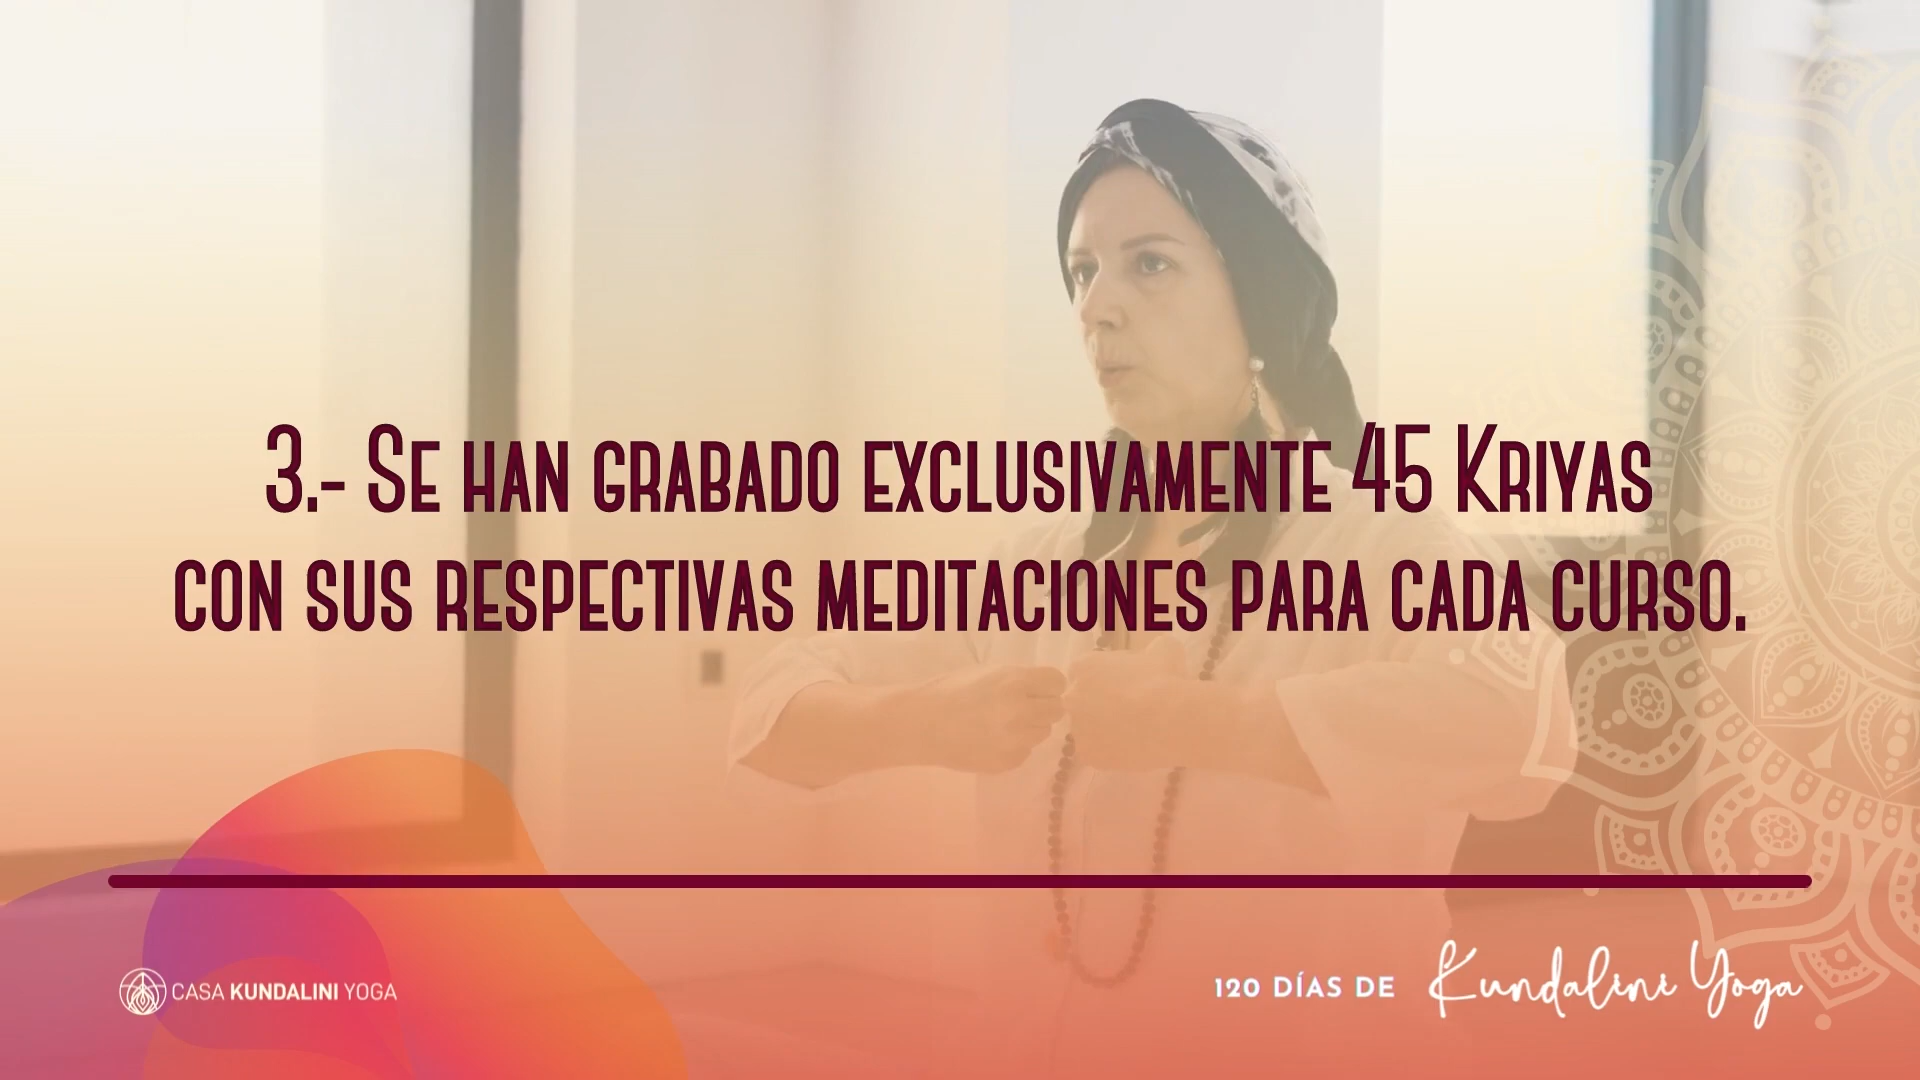 3.- Se han grabado exclusivamente 45 Kriyas
con sus respectivas meditaciones para cada curso.
CASA KUNDALINI YOGA
120 DÍAS DE Kundalini Yoga